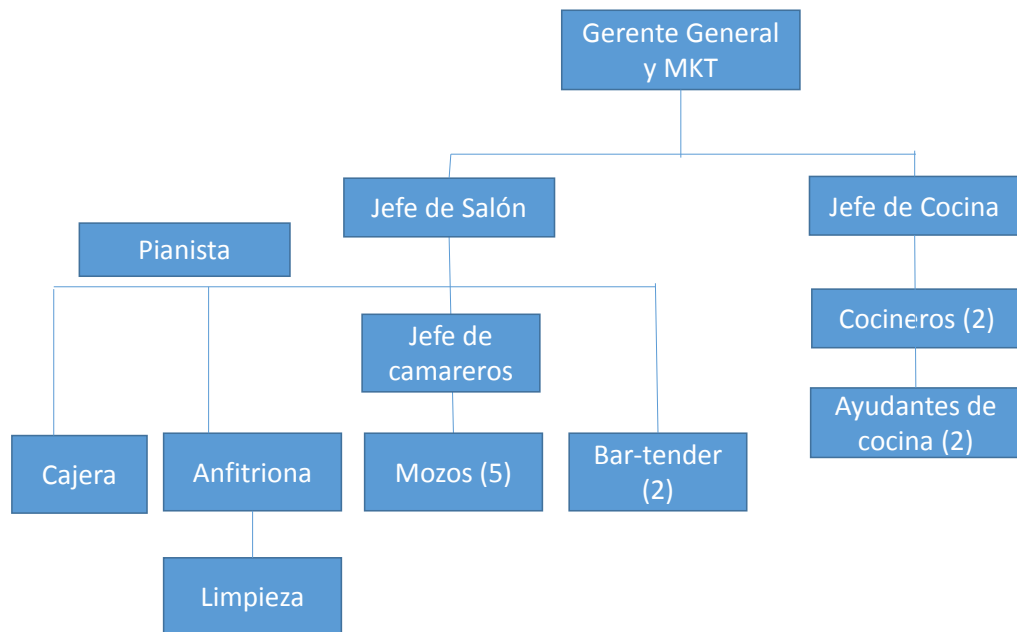 Gerente General
y MKT
Jefe de Salón
Jefe de Cocina
Pianista
Cocineros (2)
Jefe de
camareros
Ayudantes de
cocina (2)
Cajera
Anfitriona
Mozos (5)
Bar-tender
(2)
Limpieza